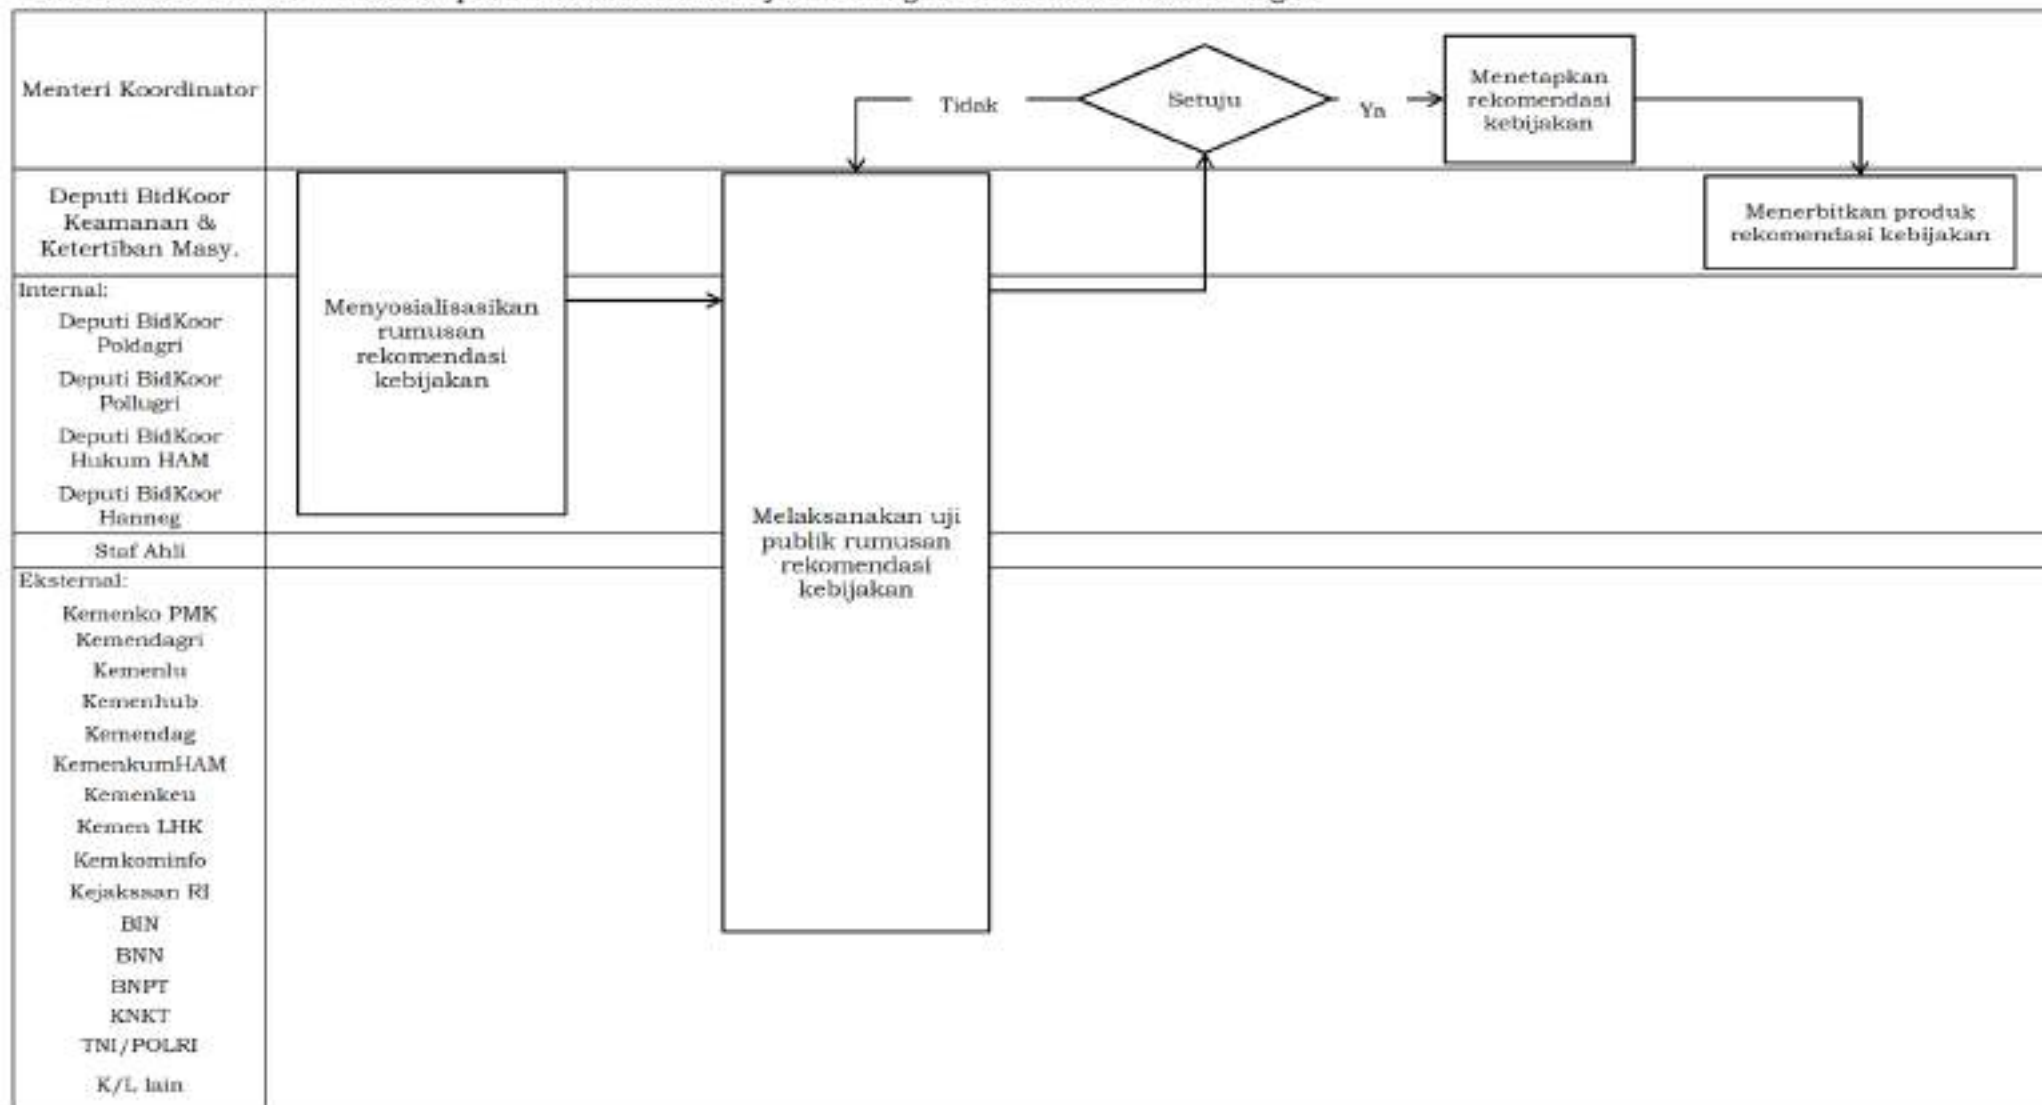 Menteri Koordinator
Tidak
Setuju
Ya
Menetapkan
rekomendasi
kebijakan
Deputi BidKoor
Keamanan &
Ketertiban Masy.
Menerbitkan produk
rekomendasi kebijakan
Internal:
Deputi BidKoor
Poldagri
Deputi BidKoor
Pollugri
Deputi BidKoor
Hukum HAM
Deputi BidKoor
Hanneg
Menyosialisasikan
rumusan
rekomendasi
kebijakan
Melaksanakan uji
publik rumusan
rekomendasi
kebijakan
Staf Ahli
Eksternal:
Kemenko PMK
Kemendagri
Kemenlu
Kemenhub
Kemendag
KemenkumHAM
Kemenkeu
Kemen LHK
Kemkominfo
Kejaksaan RI
BIN
BNN
BNPT
KNKT
TNI/POLRI
K/L lain